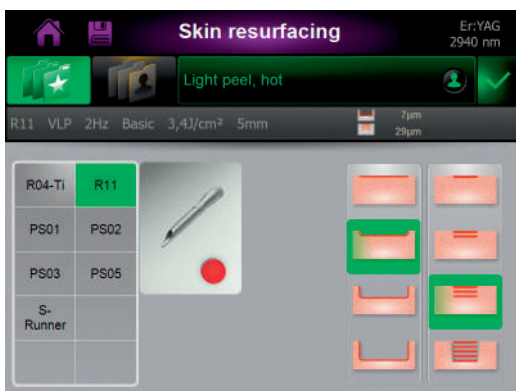 Skin resurfacing
Er:YAG
2940 nm
Light peel, hot
R11 VLP 2Hz Basic 3,4J/cm² 5mm
7µm
29µm
R04-Ti R11
PS01 PS02
PS03 PS05
S-
Runner